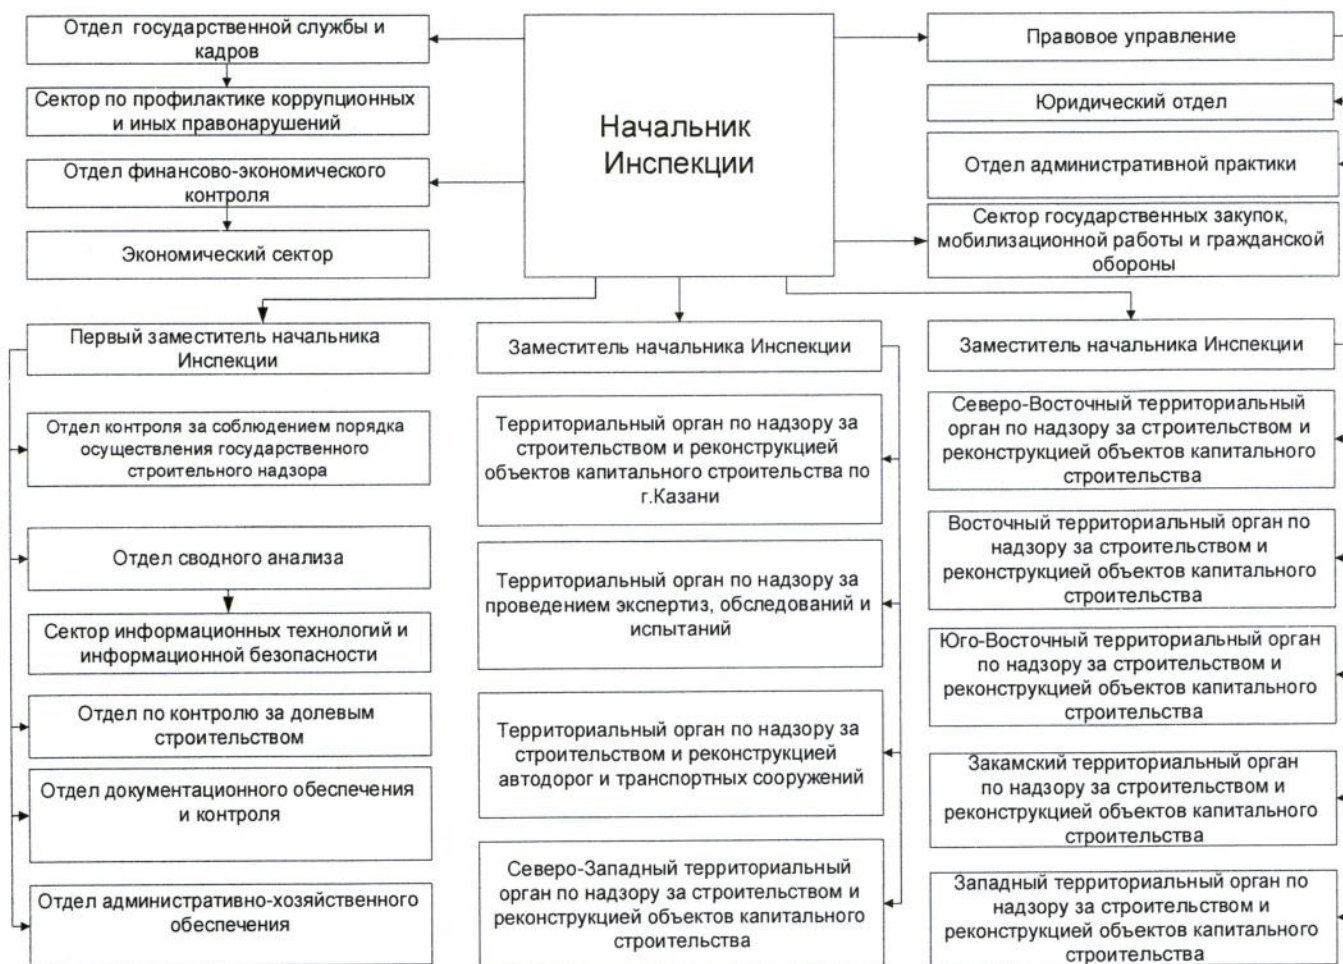 Отдел государственной службы и
кадров
Сектор по профилактике коррупционных
и иных правонарушений
Отдел финансово-экономического
контроля
Экономический сектор
Начальник
Инспекции
Правовое управление
Юридический отдел
Отдел административной практики
Сектор государственных закупок,
мобилизационной работы и гражданской
обороны
Первый заместитель начальника
Инспекции
Отдел контроля за соблюдением порядка
осуществления государственного
строительного надзора
Отдел сводного анализа
Сектор информационных технологий и
информационной безопасности
Отдел по контролю за долевым
строительством
Отдел документационного обеспечения
и контроля
Отдел административно-хозяйственного
обеспечения
Заместитель начальника Инспекции
Территориальный орган по надзору за
строительством и реконструкцией
объектов капитального строительства по
г.Казани
Территориальный орган по надзору за
проведением экспертиз, обследований и
испытаний
Территориальный орган по надзору за
строительством и реконструкцией
автодорог и транспортных сооружений
Северо-Западный территориальный
орган по надзору за строительством и
реконструкцией объектов капитального
строительства
Заместитель начальника Инспекции
Северо-Восточный территориальный
орган по надзору за строительством и
реконструкцией объектов капитального
строительства
Восточный территориальный орган по
надзору за строительством и
реконструкцией объектов капитального
строительства
Юго-Восточный территориальный орган
по надзору за строительством и
реконструкцией объектов капитального
строительства
Закамский территориальный орган
по надзору за строительством и
реконструкцией объектов капитального
строительства
Западный территориальный орган по
надзору за строительством и
реконструкцией объектов капитального
строительства